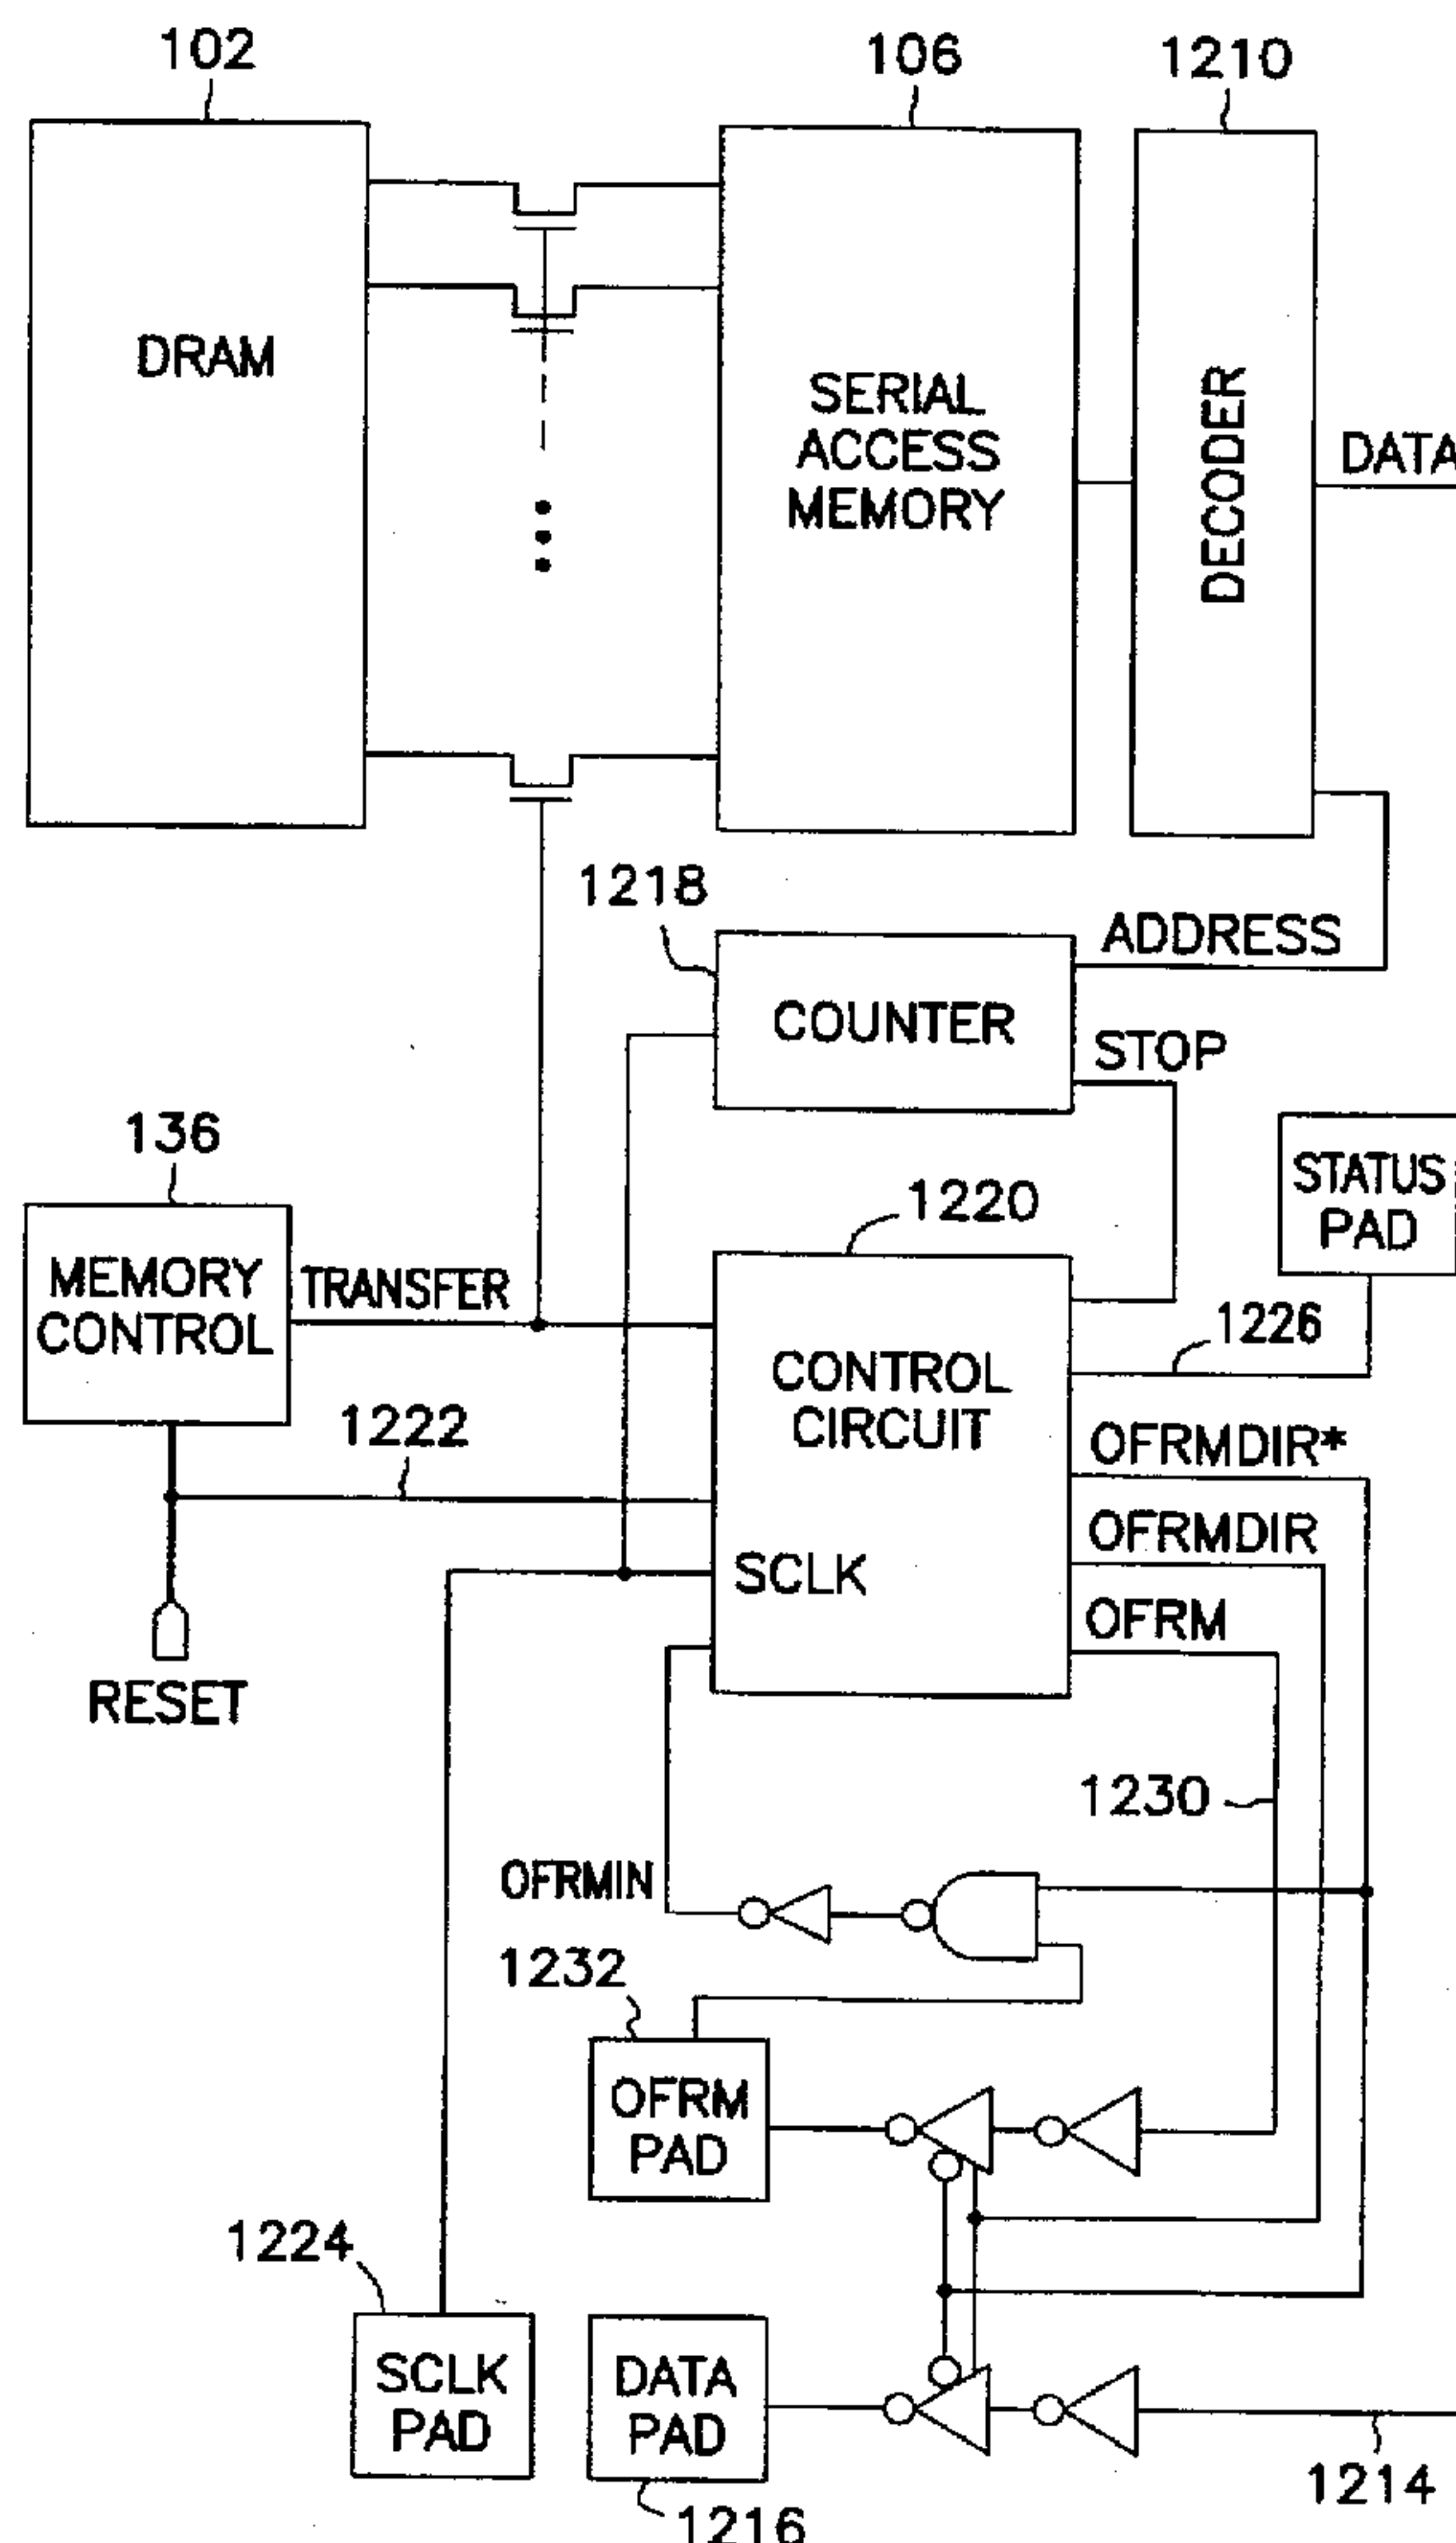 102
106
1210
DRAM
SERIAL
ACCESS
MEMORY
DECODER
DATA
1218
ADDRESS
COUNTER
STOP
136
STATUS
PAD
1220
MEMORY
CONTROL
TRANSFER
1226
CONTROL
CIRCUIT
1222
OFRMDIR*
OFRMDIR
SCLK
OFRM
RESET
1230
OFRMIN
1232
OFRM
PAD
1224
SCLK
PAD
DATA
PAD
1214
1216